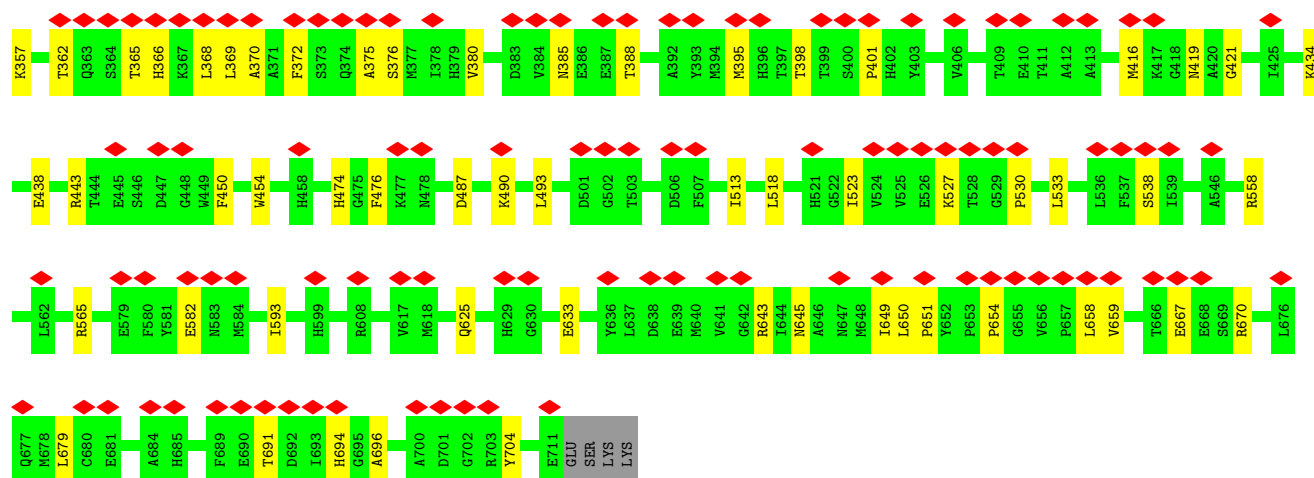 K357 T362 Q363 S364 T365 H366 K367 L368 L369 A370 A371 F372 S373 Q374 A375 S376 M377 I378 H379 V380 D383 V384 N385 E386 E387 T388 A392 Y393 M394 M395 H396 T397 T398 T399 S400 P401 H402 Y403 V406 T409 E410 T411 A412 A413 M416 K417 G418 N419 A420 G421 I425 K434
E438 R443 T444 E445 S446 D447 G448 W449 F450 W454 H458 H474 G475 F476 K477 N478 D487 K490 L493 D501 G502 T503 D506 F507 I513 L518 H521 G522 I523 V524 V525 E526 K527 T528 G529 P530 L533 L536 F537 S538 I539 A546 R558
L562 R565 E579 F580 Y581 E582 N583 M584 I593 H599 R608 V617 M618 Q625 H629 G630 E633 Y636 L637 D638 E639 M640 V641 G642 R643 I644 N645 A646 N647 M648 I649 L650 P651 Y652 P653 P654 G655 V656 P657 L658 V659 T666 E667 E668 S669 R670 L676
Q677 M678 L679 C680 E681 A684 H685 F689 E690 T691 D692 I693 H694 G695 A696 A700 D701 G702 R703 Y704 E711 GLU SER LYS LYS